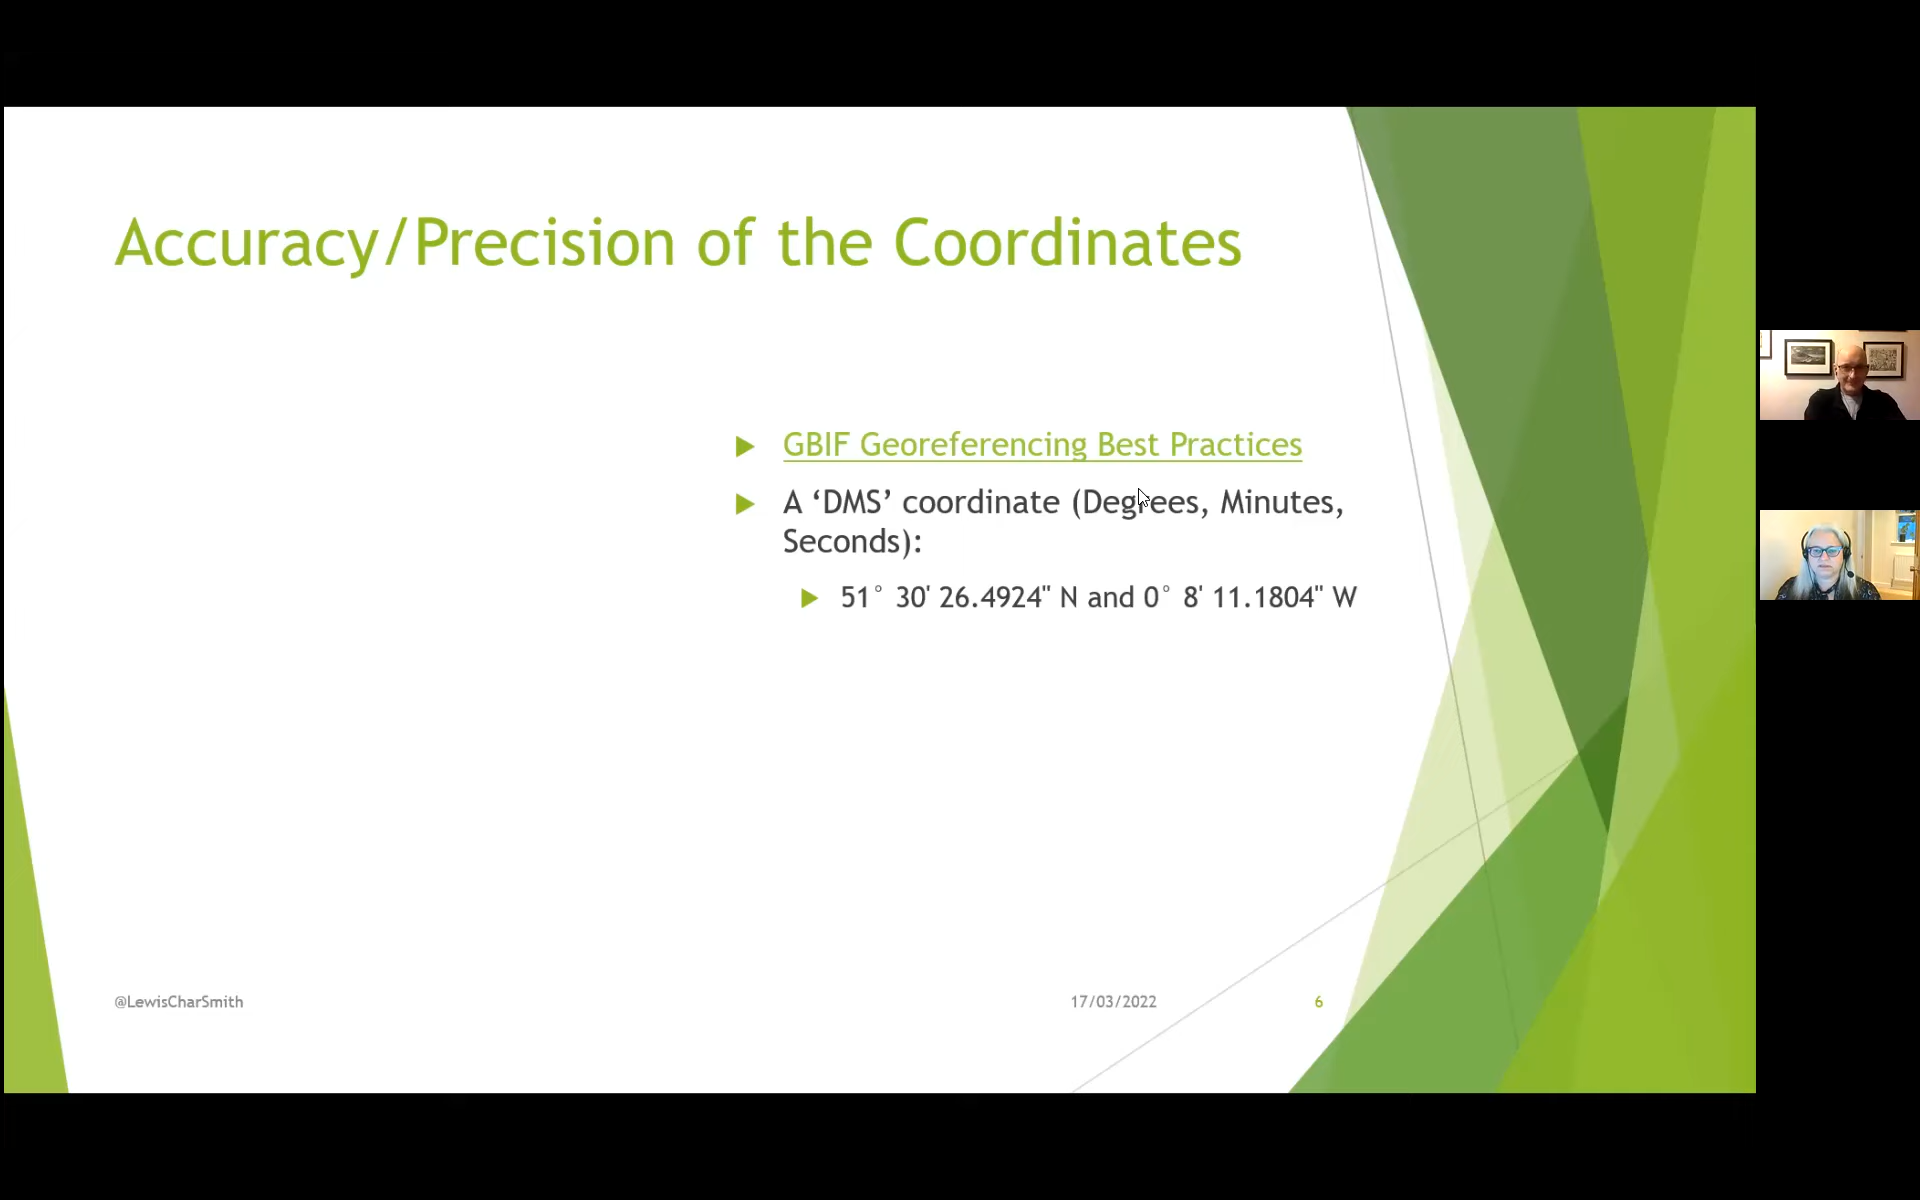 Accuracy/Precision of the Coordinates
GBIF Georeferencing Best Practices
A ‘DMS’ coordinate (Degrees, Minutes,
Seconds):
51° 30' 26.4924" N and 0° 8' 11.1804" W
@LewisCharSmith
17/03/2022
6